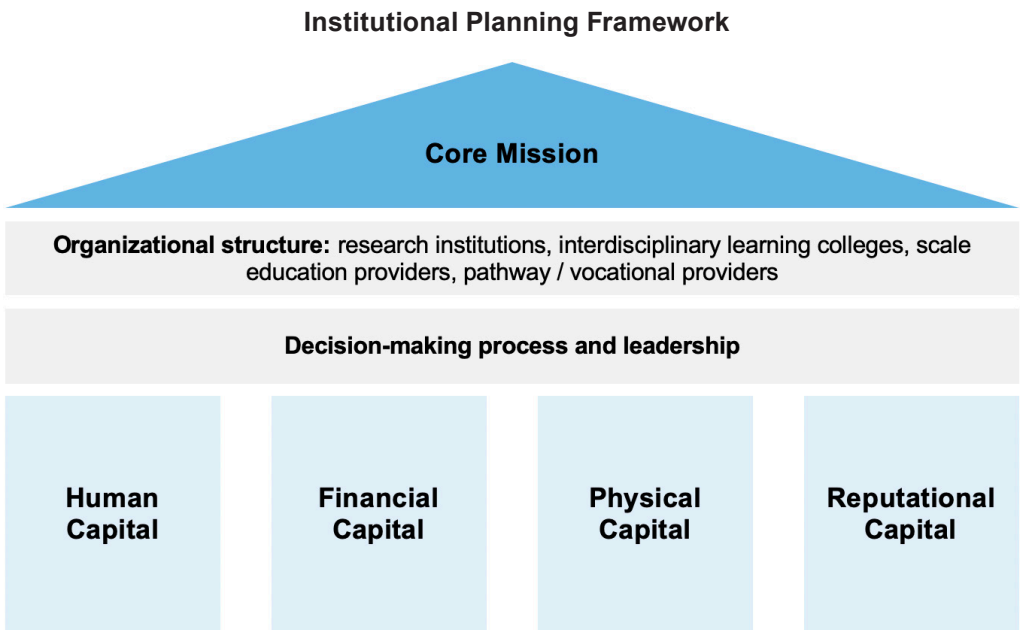 Institutional Planning Framework
Core Mission
Organizational structure: research institutions, interdisciplinary learning colleges, scale
education providers, pathway / vocational providers
Decision-making process and leadership
Human
Capital
Financial
Capital
Physical
Capital
Reputational
Capital